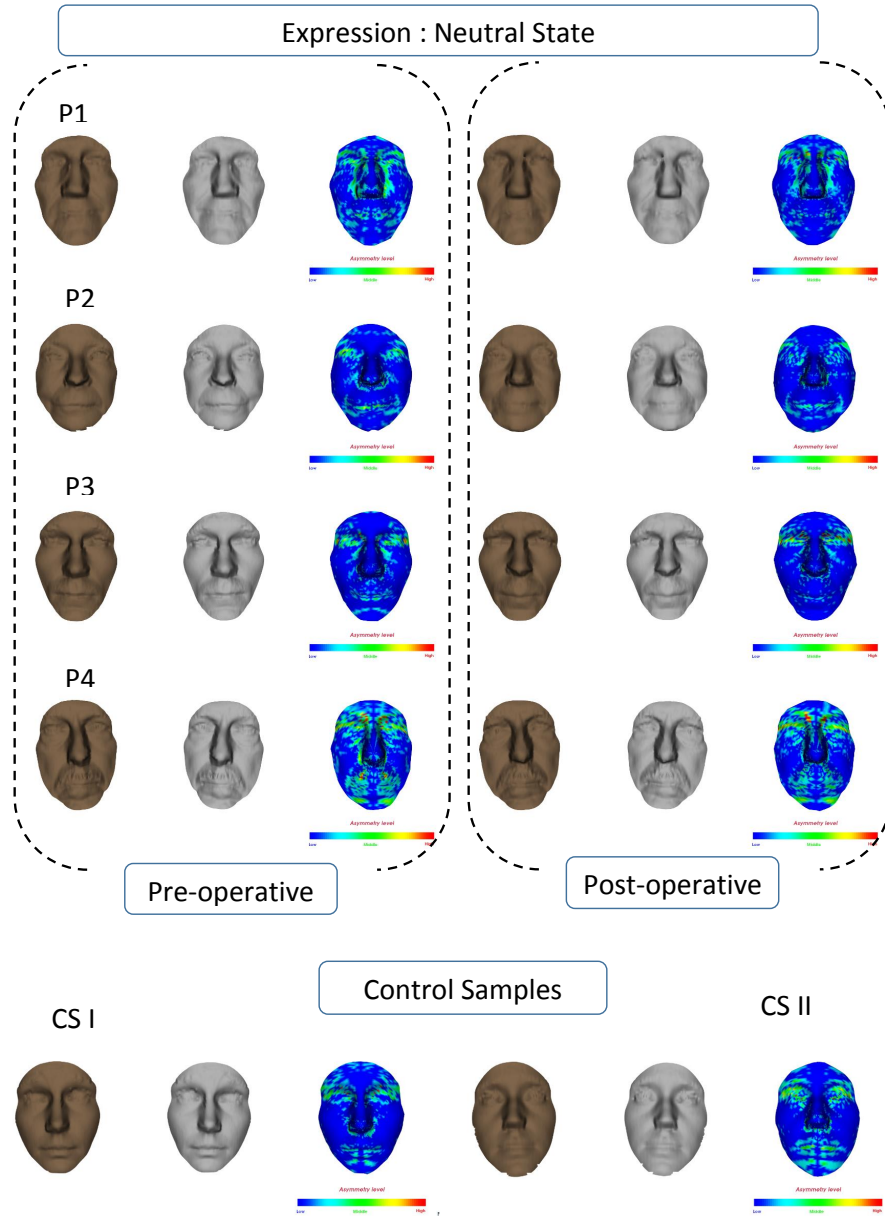 Expression : Neutral State
P1
Asymmetry level
Low Middle High
Asymmetry level
Low Middle High
P2
Asymmetry level
Low Middle High
Asymmetry level
Low Middle High
P3
Asymmetry level
Low Middle High
Asymmetry level
Low Middle High
P4
Asymmetry level
Low Middle High
Asymmetry level
Low Middle High
Pre-operative
Post-operative
Control Samples
CS I
CS II
Asymmetry level
Low Middle High
Asymmetry level
Low Middle High